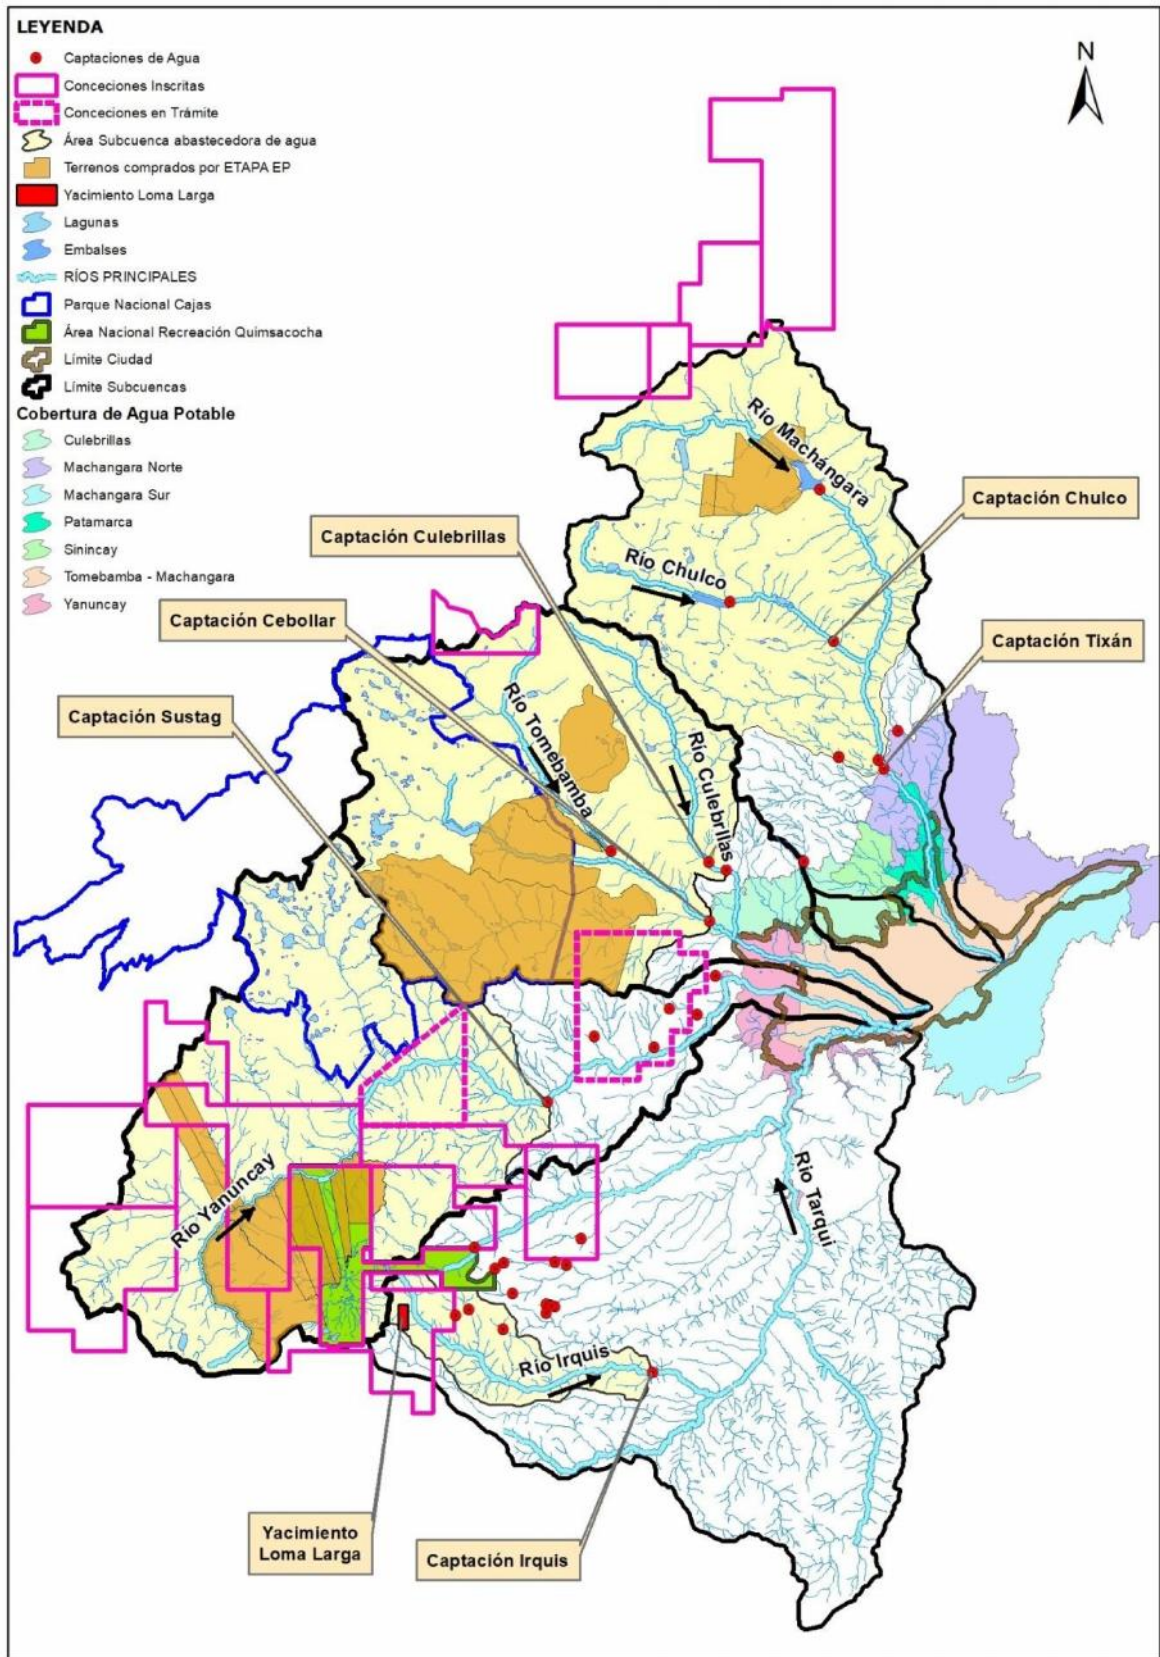 LEYENDA
Captaciones de Agua
Conceciones Inscritas
Conceciones en Trámite
Área Subcuenca abastecedora de agua
Terrenos comprados por ETAPA EP
Yacimiento Loma Larga
Lagunas
Embalses
RÍOS PRINCIPALES
Parque Nacional Cajas
Área Nacional Recreación Quimsacocha
Límite Ciudad
Límite Subcuencas
Cobertura de Agua Potable
Culebrillas
Machangara Norte
Machangara Sur
Patamarca
Sinincay
Tomebamba - Machangara
Yanuncay
N
Río Machángara
Captación Chulco
Captación Culebrillas
Río Chulco
Captación Cebollar
Captación Tixán
Captación Sustag
Río Tomebamba
Río Culebrllas
Río Yanuncay
Río Tarqui
Río Irquis
Yacimiento
Loma Larga
Captación Irquis